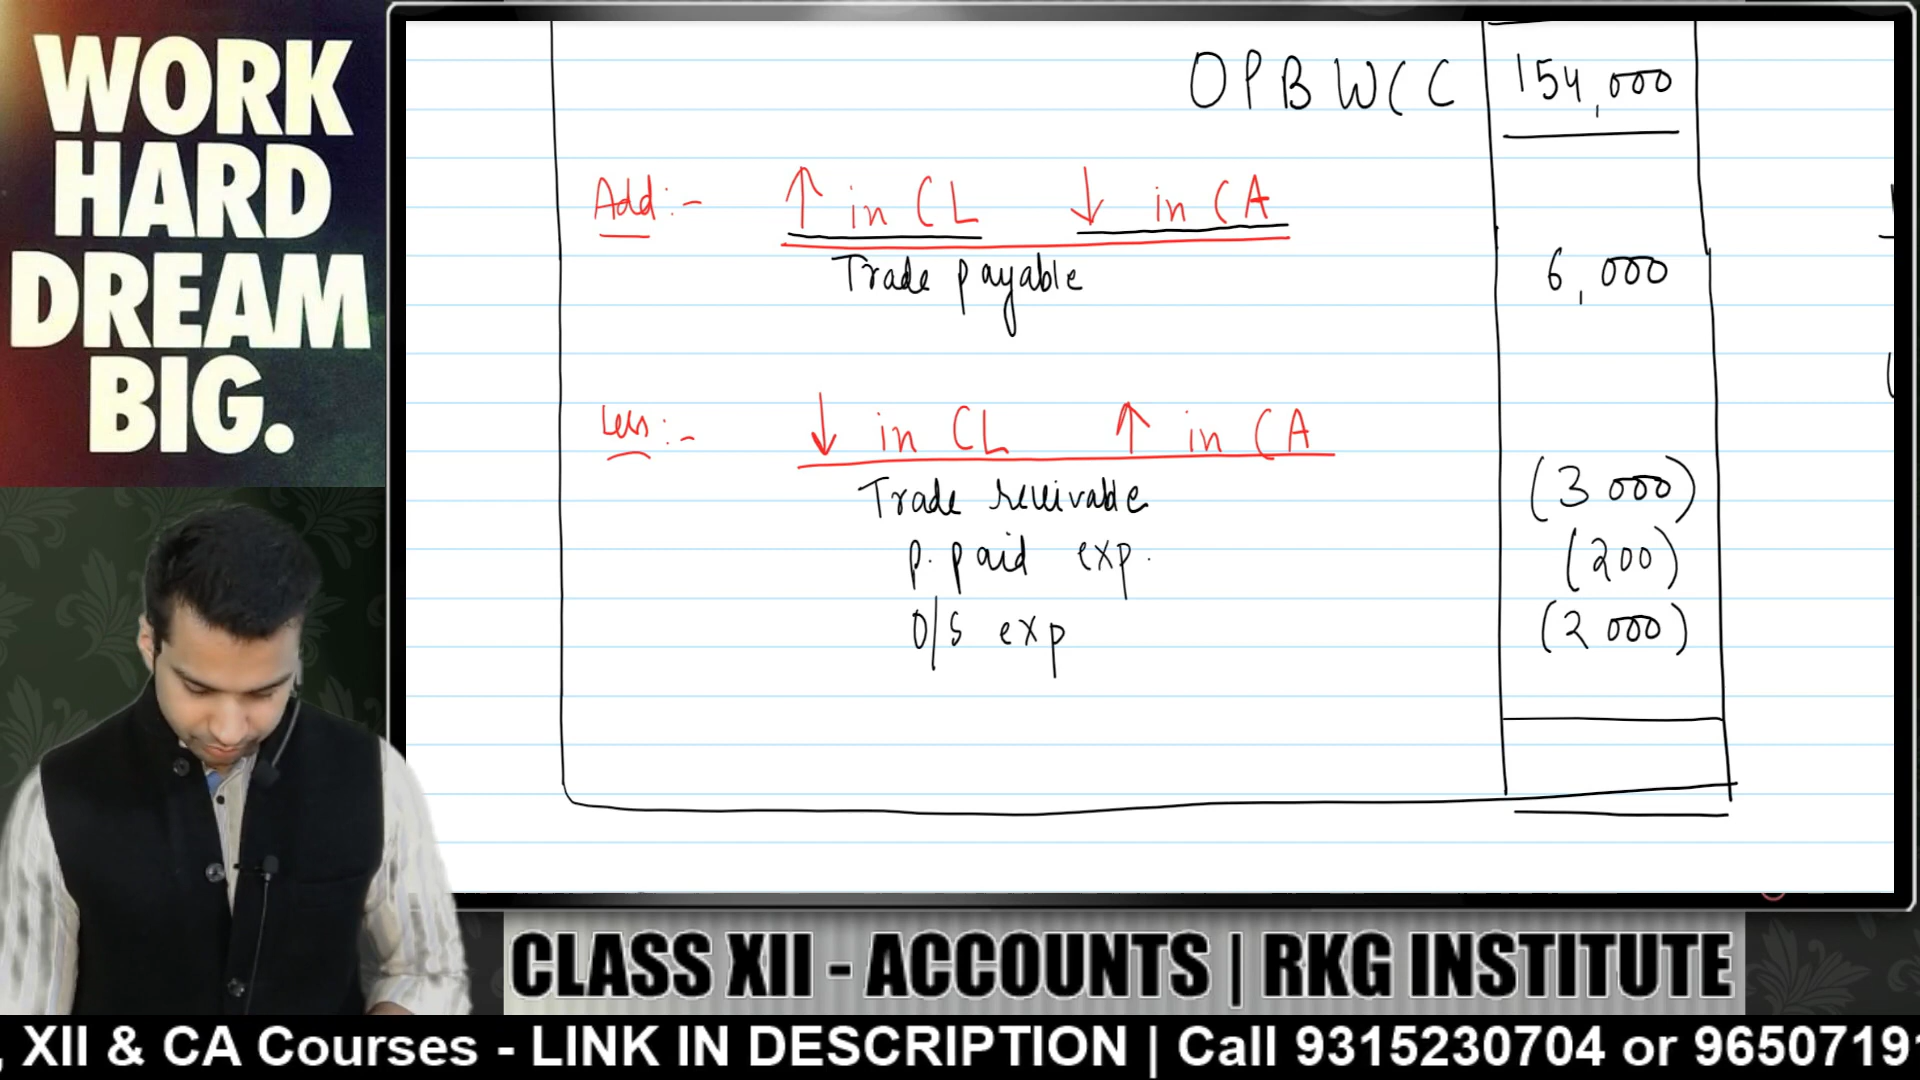 WORK
HARD
DREAM
BIG.
OPBWCC 154,000
Add:- ↑ in CL ↓ in CA
Trade payable 6,000
Less:- ↓ in CL ↑ in CA
Trade receivable (3 000)
P. paid exp. (200)
O/S exp (2 000)
CLASS XII - ACCOUNTS | RKG INSTITUTE
, XII & CA Courses - LINK IN DESCRIPTION | Call 9315230704 or 96507191